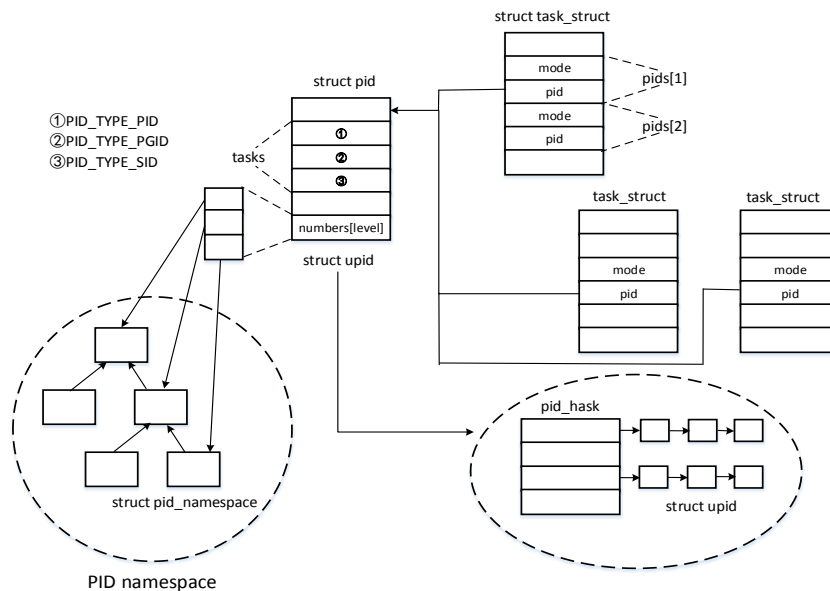 struct task_struct
mode
pid
mode
pid
pids[1]
pids[2]
struct pid
①
②
③
numbers[level]
tasks
struct upid
①PID_TYPE_PID
②PID_TYPE_PGID
③PID_TYPE_SID
task_struct
mode
pid
task_struct
mode
pid
struct pid_namespace
PID namespace
pid_hask
struct upid